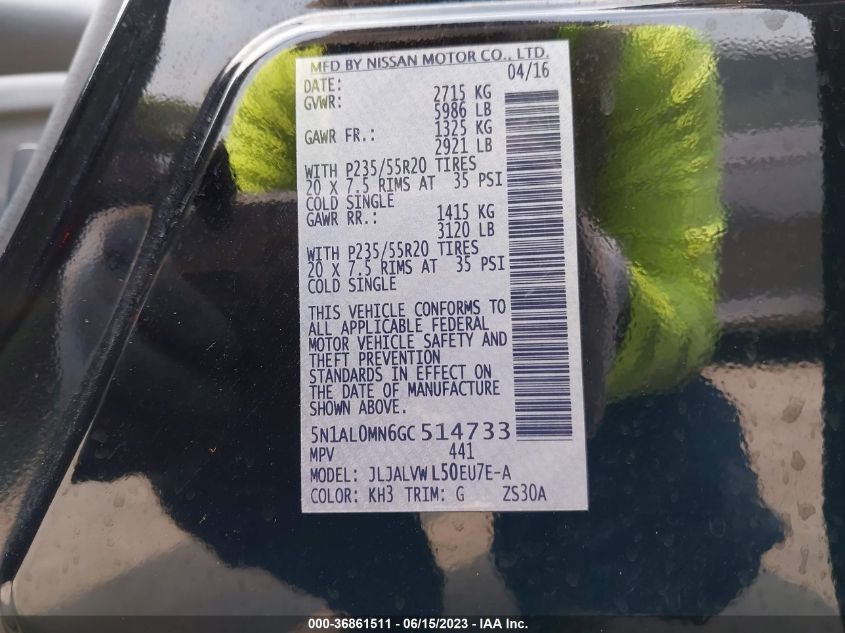 MFD BY NISSAN MOTOR CO., LTD.
DATE: 04/16
GVWR: 2715 KG
5986 LB
GAWR FR.: 1325 KG
2921 LB
WITH P235/55R20 TIRES
20 X 7.5 RIMS AT 35 PSI
COLD SINGLE
GAWR RR.: 1415 KG
3120 LB
WITH P235/55R20 TIRES
20 X 7.5 RIMS AT 35 PSI
COLD SINGLE
THIS VEHICLE CONFORMS TO
ALL APPLICABLE FEDERAL
MOTOR VEHICLE SAFETY AND
THEFT PREVENTION
STANDARDS IN EFFECT ON
THE DATE OF MANUFACTURE
SHOWN ABOVE.
5N1AL0MN6GC514733
MPV 441
MODEL: JLJALVWL50EU7E-A
COLOR: KH3 TRIM: G ZS30A
000-36861511 - 06/15/2023 - IAA Inc.